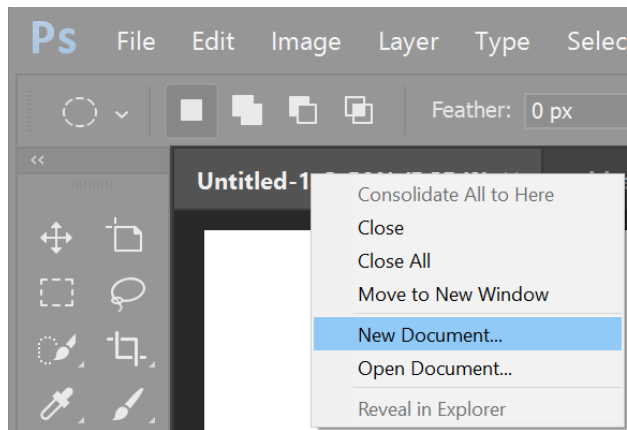 Ps File Edit Image Layer Type Selec
Feather: 0 px
Untitled-1
Consolidate All to Here
Close
Close All
Move to New Window
New Document...
Open Document...
Reveal in Explorer